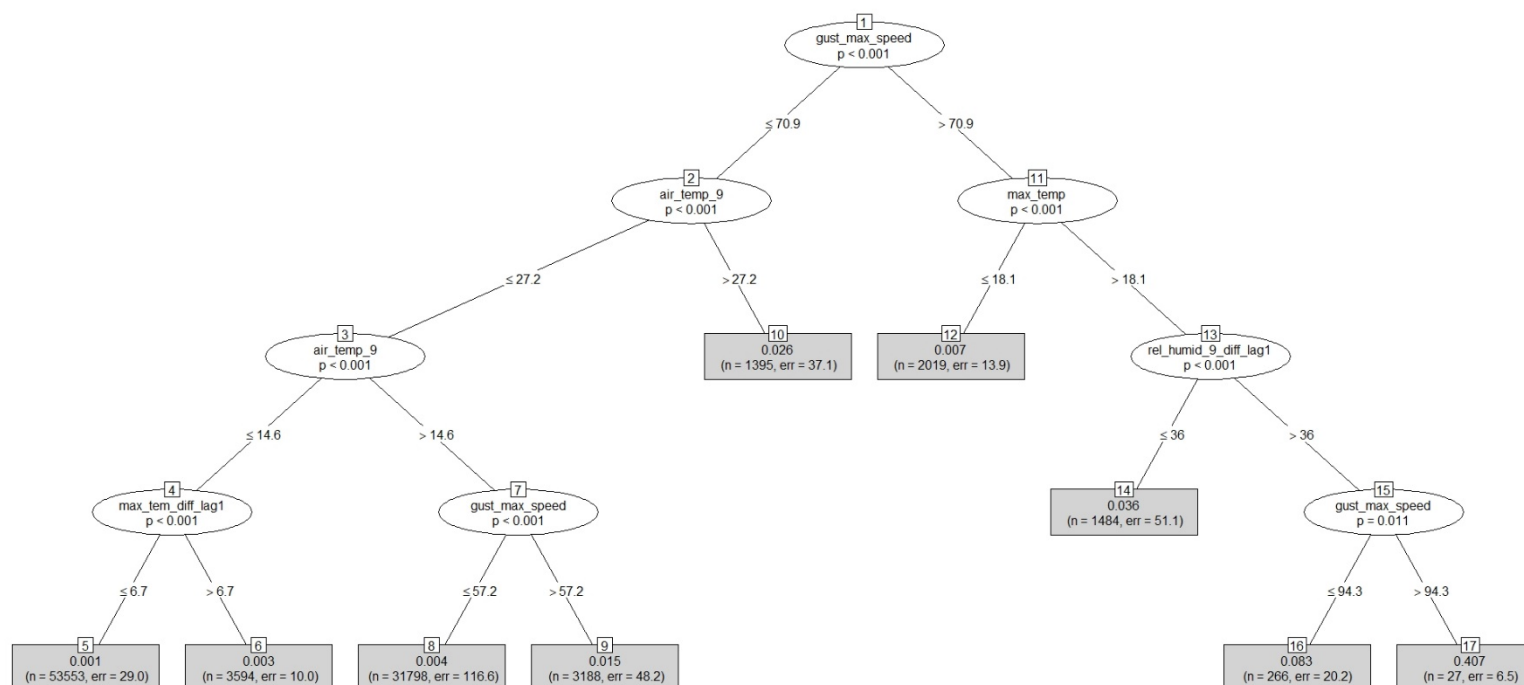 1
gust_max_speed
p < 0.001
≤ 70.9
> 70.9
2
air_temp_9
p < 0.001
11
max_temp
p < 0.001
≤ 27.2
> 27.2
≤ 18.1
> 18.1
3
air_temp_9
p < 0.001
10
0.026
(n = 1395, err = 37.1)
12
0.007
(n = 2019, err = 13.9)
13
rel_humid_9_diff_lag1
p < 0.001
≤ 14.6
> 14.6
≤ 36
> 36
4
max_tem_diff_lag1
p < 0.001
7
gust_max_speed
p < 0.001
14
0.036
(n = 1484, err = 51.1)
15
gust_max_speed
p = 0.011
≤ 6.7
> 6.7
≤ 57.2
> 57.2
≤ 94.3
> 94.3
5
0.001
(n = 53553, err = 29.0)
6
0.003
(n = 3594, err = 10.0)
8
0.004
(n = 31798, err = 116.6)
9
0.015
(n = 3188, err = 48.2)
16
0.083
(n = 266, err = 20.2)
17
0.407
(n = 27, err = 6.5)